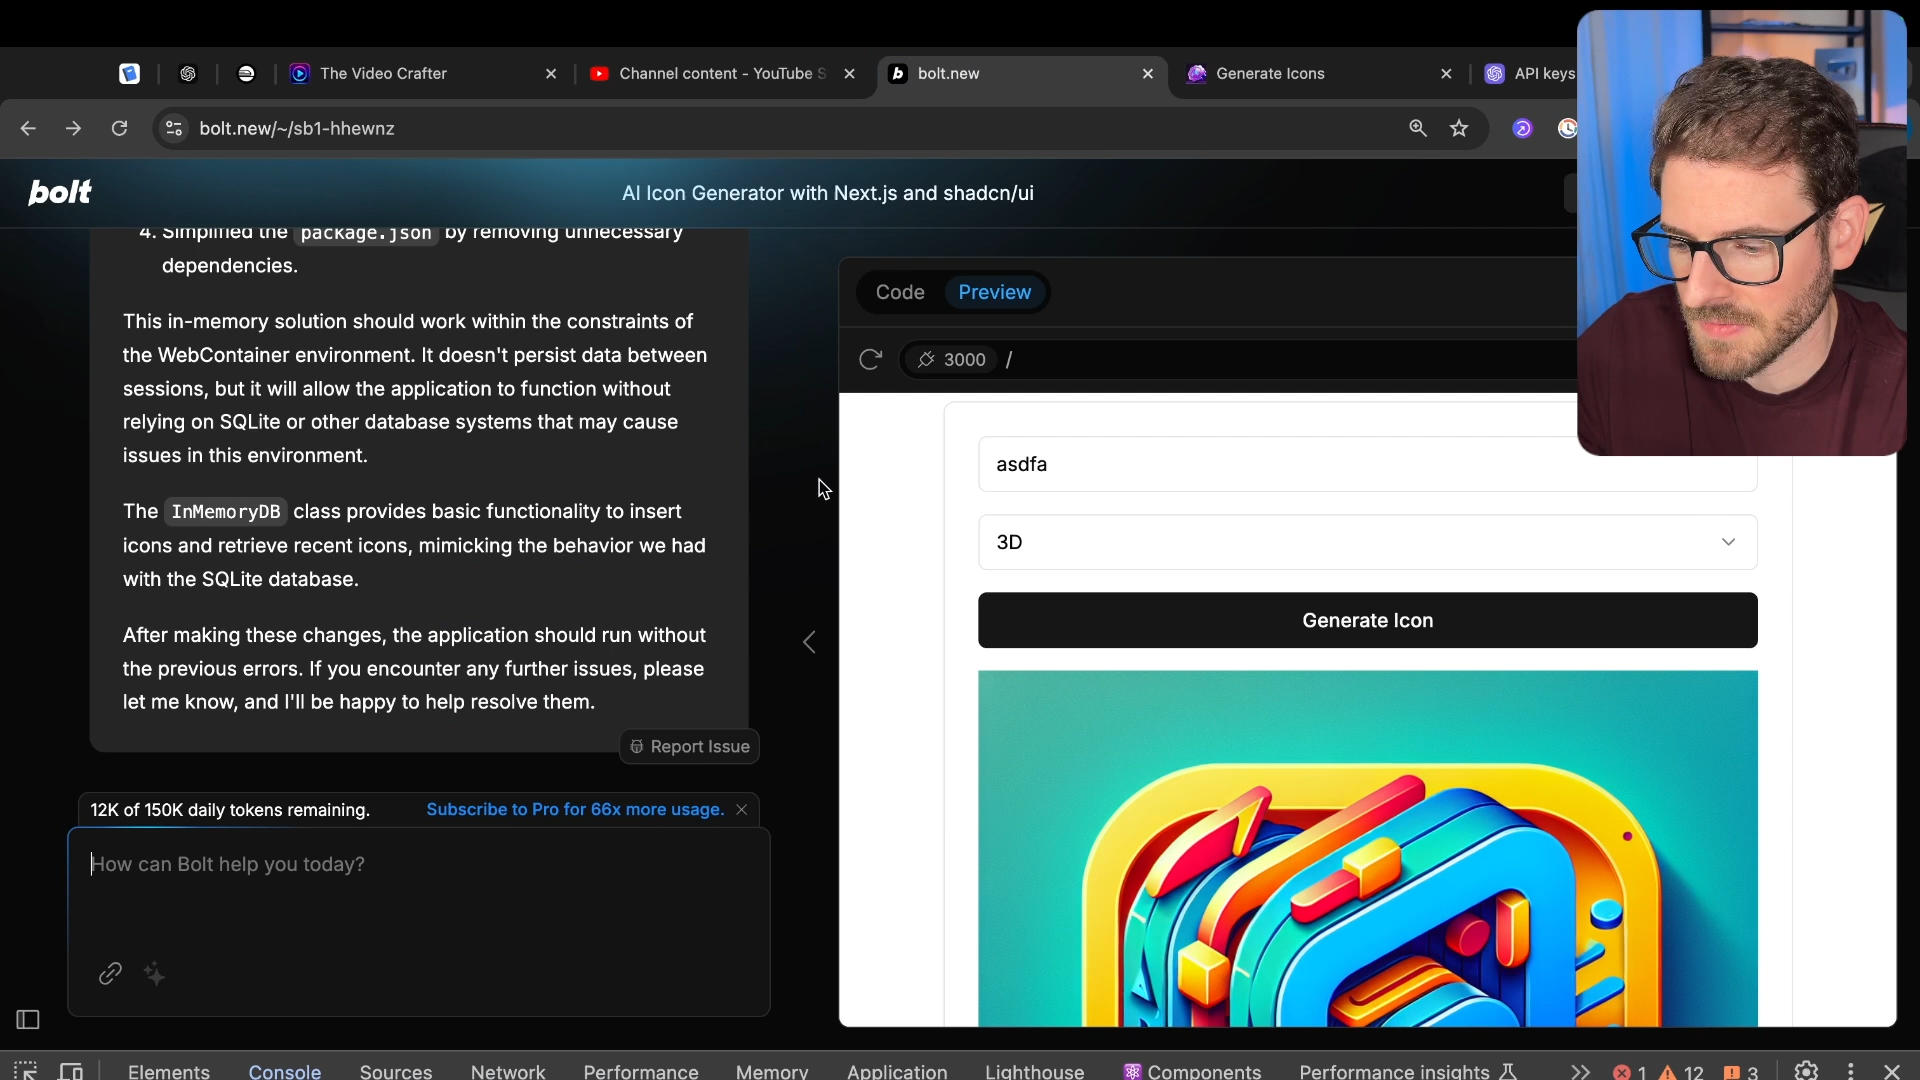 The Video Crafter
Channel content - YouTube S
bolt.new
Generate Icons
API keys
bolt.new/~/sb1-hhewnz
bolt
AI Icon Generator with Next.js and shadcn/ui
4. Simplified the package.json by removing unnecessary
dependencies.
This in-memory solution should work within the constraints of
the WebContainer environment. It doesn't persist data between
sessions, but it will allow the application to function without
relying on SQLite or other database systems that may cause
issues in this environment.
The InMemoryDB class provides basic functionality to insert
icons and retrieve recent icons, mimicking the behavior we had
with the SQLite database.
After making these changes, the application should run without
the previous errors. If you encounter any further issues, please
let me know, and I'll be happy to help resolve them.
Report Issue
12K of 150K daily tokens remaining. Subscribe to Pro for 66x more usage.
How can Bolt help you today?
Code Preview
3000 /
asdfa
3D
Generate Icon
Elements Console Sources Network Performance Memory Application Lighthouse Components Performance insights 1 12 3